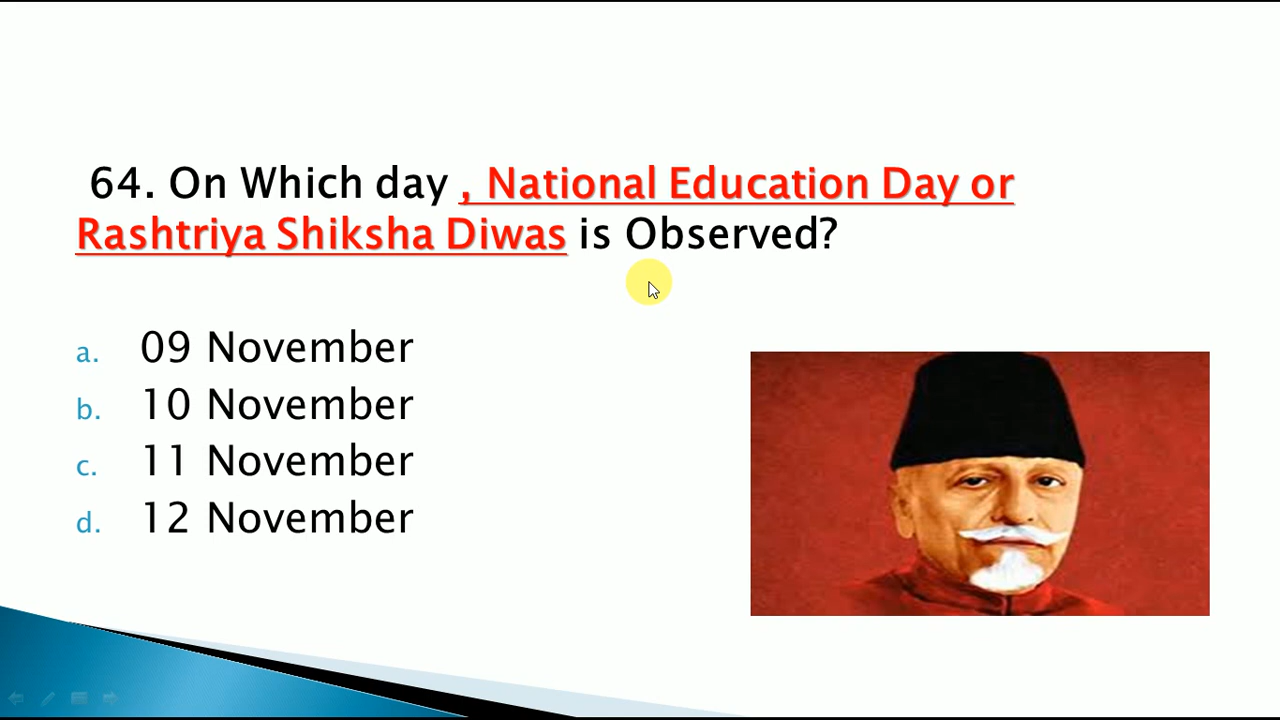 64. On Which day , National Education Day or
Rashtriya Shiksha Diwas is Observed?
a. 09 November
b. 10 November
c. 11 November
d. 12 November